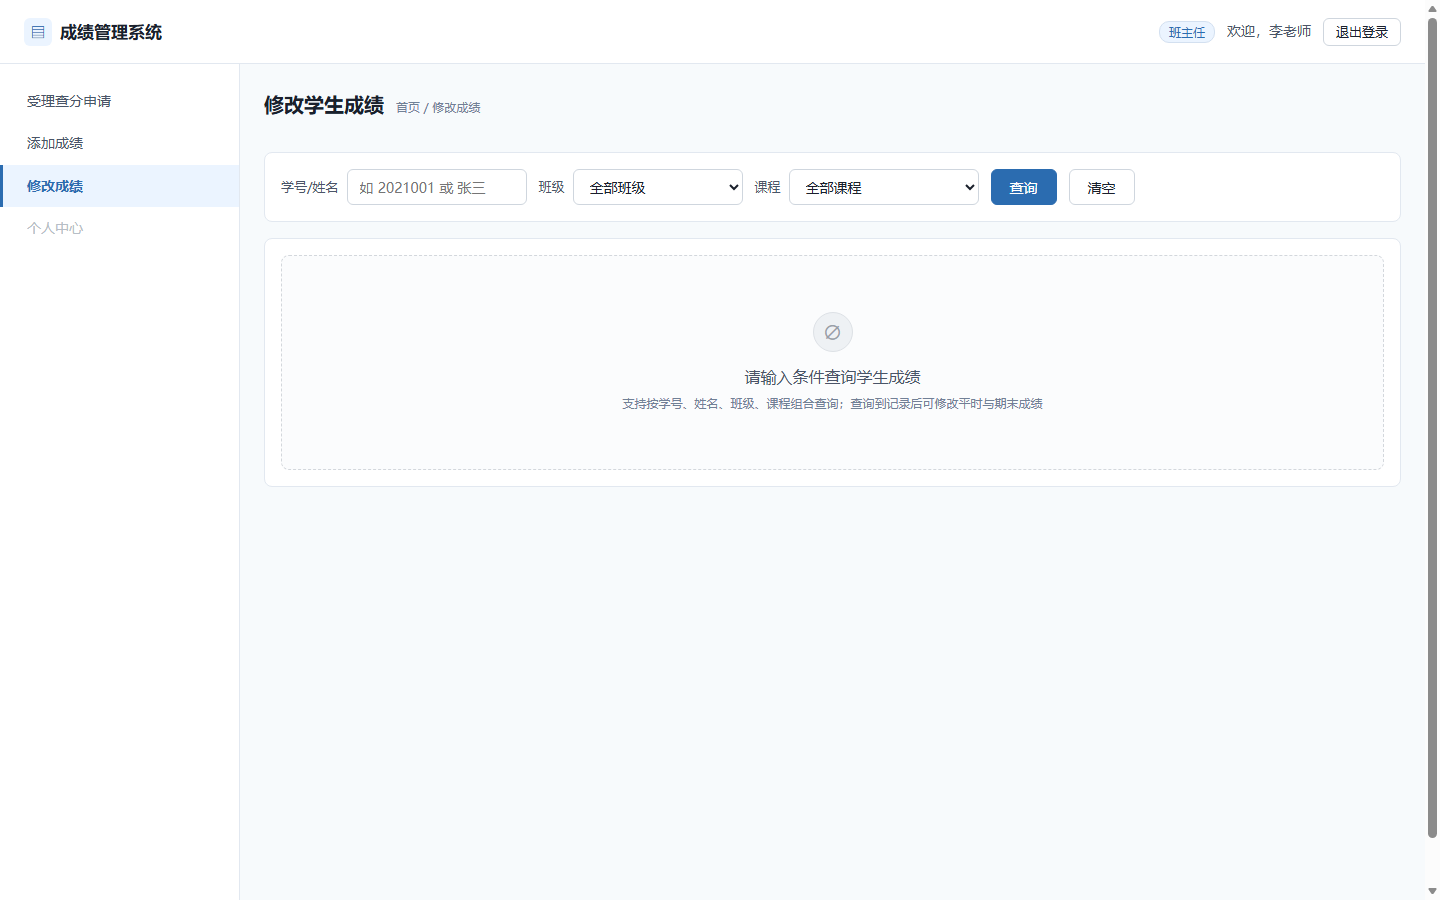 成绩管理系统
班主任 欢迎，李老师 退出登录
受理查分申请
添加成绩
修改成绩
个人中心
修改学生成绩 首页 / 修改成绩
学号/姓名 如 2021001 或 张三 班级 全部班级 课程 全部课程 查询 清空
请输入条件查询学生成绩
支持按学号、姓名、班级、课程组合查询；查询到记录后可修改平时与期末成绩